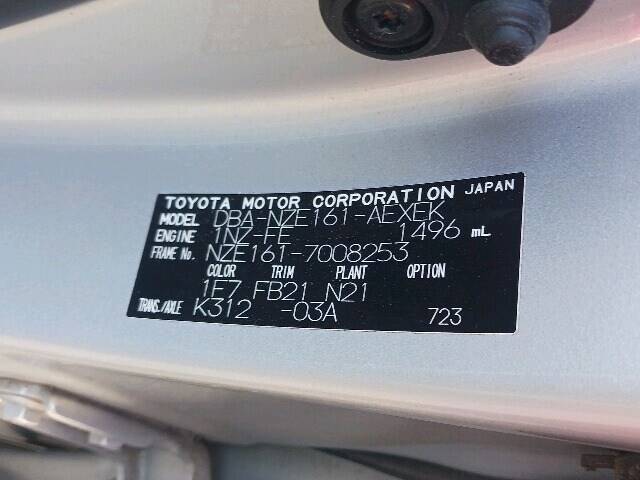 TOYOTA MOTOR CORPORATION JAPAN
MODEL DBA-NZE161-AEXEK
ENGINE 1NZ-FE 1496 mL
FRAME No. NZE161-7008253
COLOR TRIM PLANT OPTION
1F7 FB21 N21
TRANS./AXLE K312 -03A 723